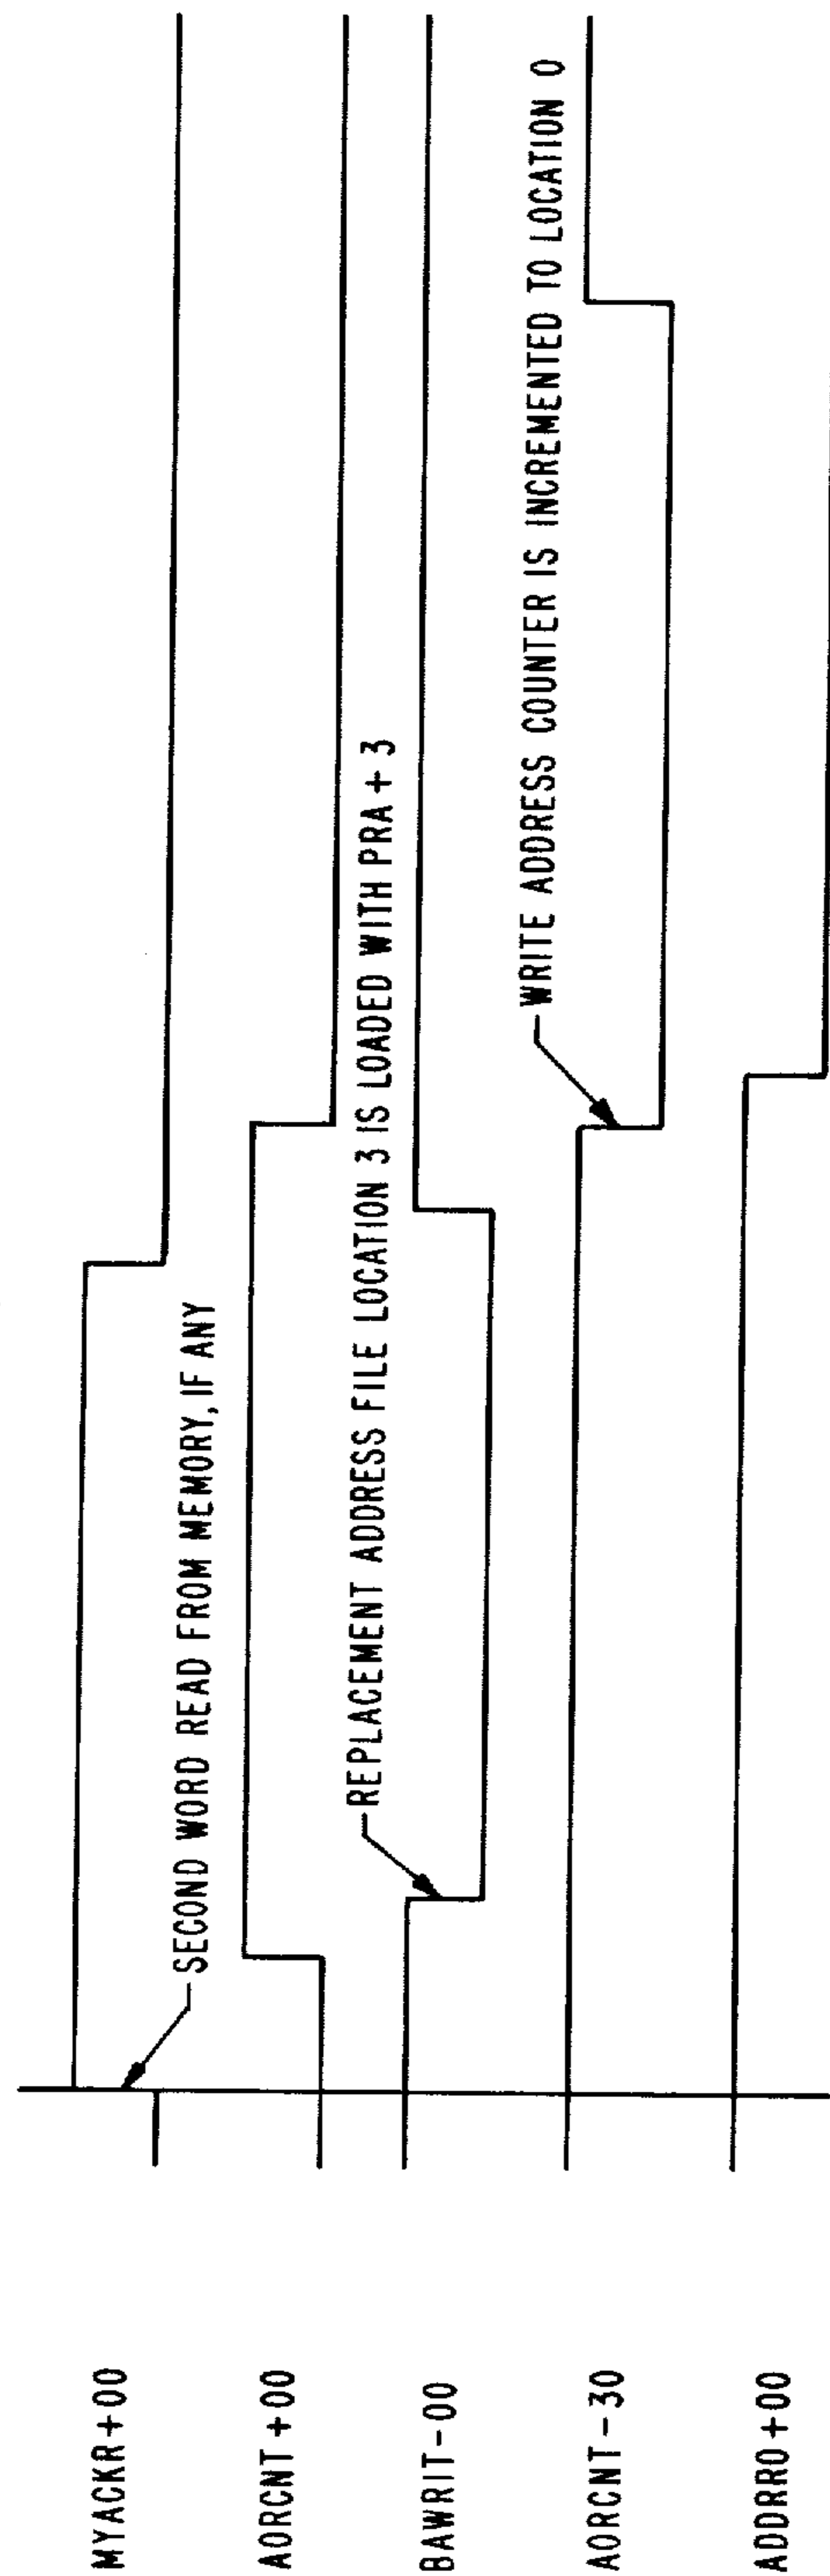 MYACKR+00
SECOND WORD READ FROM MEMORY, IF ANY
AORCNT+00
REPLACEMENT ADDRESS FILE LOCATION 3 IS LOADED WITH PRA+3
BAWRIT-00
WRITE ADDRESS COUNTER IS INCREMENTED TO LOCATION 0
AORCNT-30
ADDRR0+00